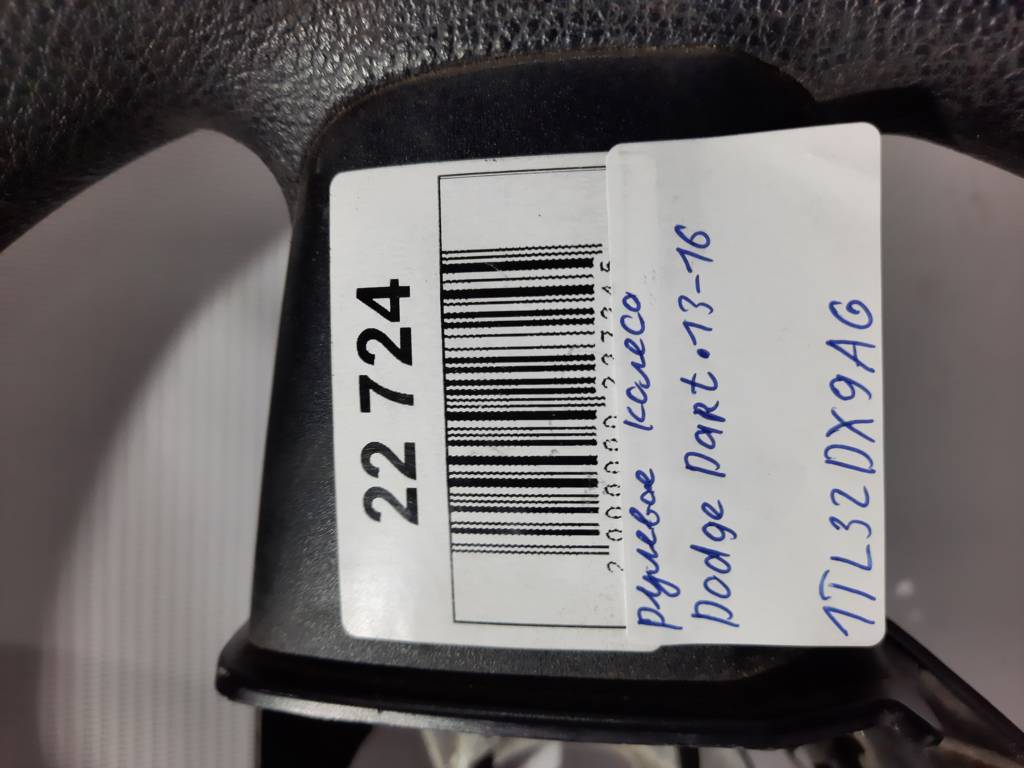 22 724
рулевое колесо
Dodge Dart. 13-16
1TL32DX9AG